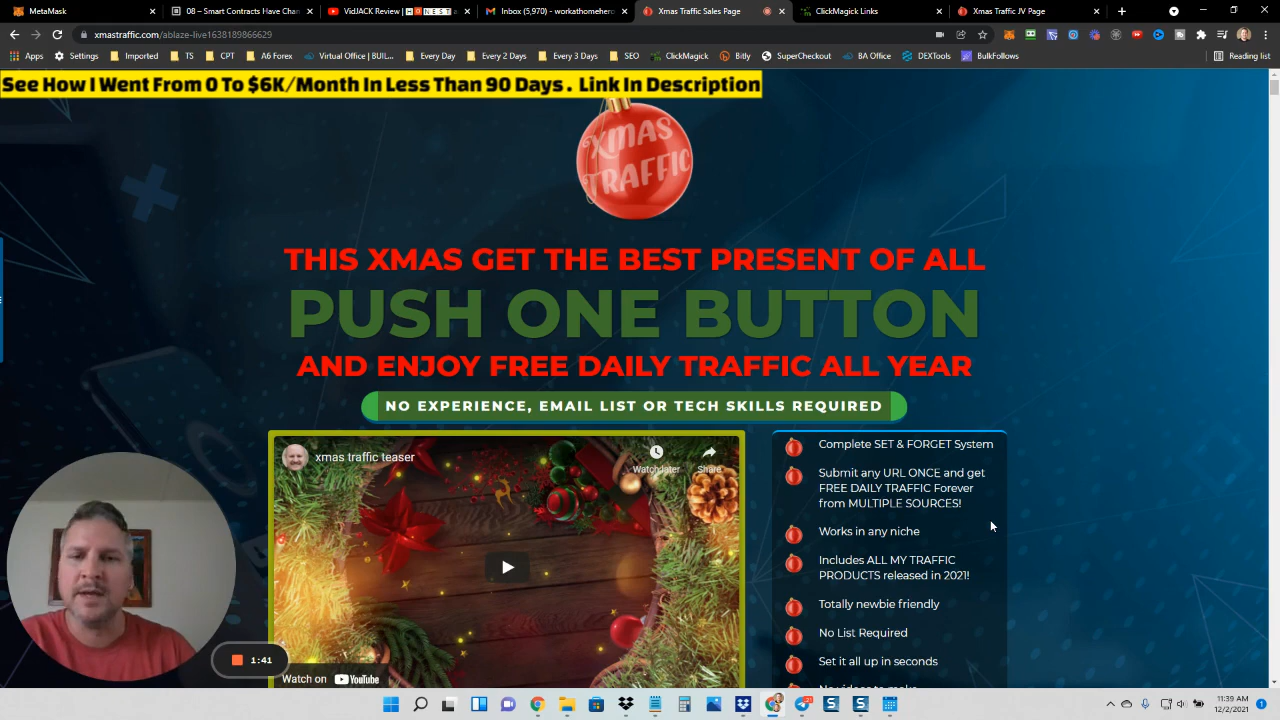 MetaMask
08 – Smart Contracts Have Chan
VidJACK Review | HONEST
Inbox (5,970) - workathomehero
Xmas Traffic Sales Page
ClickMagick Links
Xmas Traffic JV Page
xmastraffic.com/ablaze-live1638189866629
Apps
Settings
Imported
TS
CPT
A6 Forex
Virtual Office | BUIL...
Every Day
Every 2 Days
Every 3 Days
SEO
ClickMagick
Bitly
SuperCheckout
BA Office
DEXTools
BulkFollows
Reading list
See How I Went From 0 To $6K/Month In Less Than 90 Days . Link In Description
XMAS
TRAFFIC
THIS XMAS GET THE BEST PRESENT OF ALL
PUSH ONE BUTTON
AND ENJOY FREE DAILY TRAFFIC ALL YEAR
NO EXPERIENCE, EMAIL LIST OR TECH SKILLS REQUIRED
xmas traffic teaser
Watch later
Share
Watch on YouTube
Complete SET & FORGET System
Submit any URL ONCE and get
FREE DAILY TRAFFIC Forever
from MULTIPLE SOURCES!
Works in any niche
Includes ALL MY TRAFFIC
PRODUCTS released in 2021!
Totally newbie friendly
No List Required
Set it all up in seconds
1:41
11:39 AM
12/2/2021